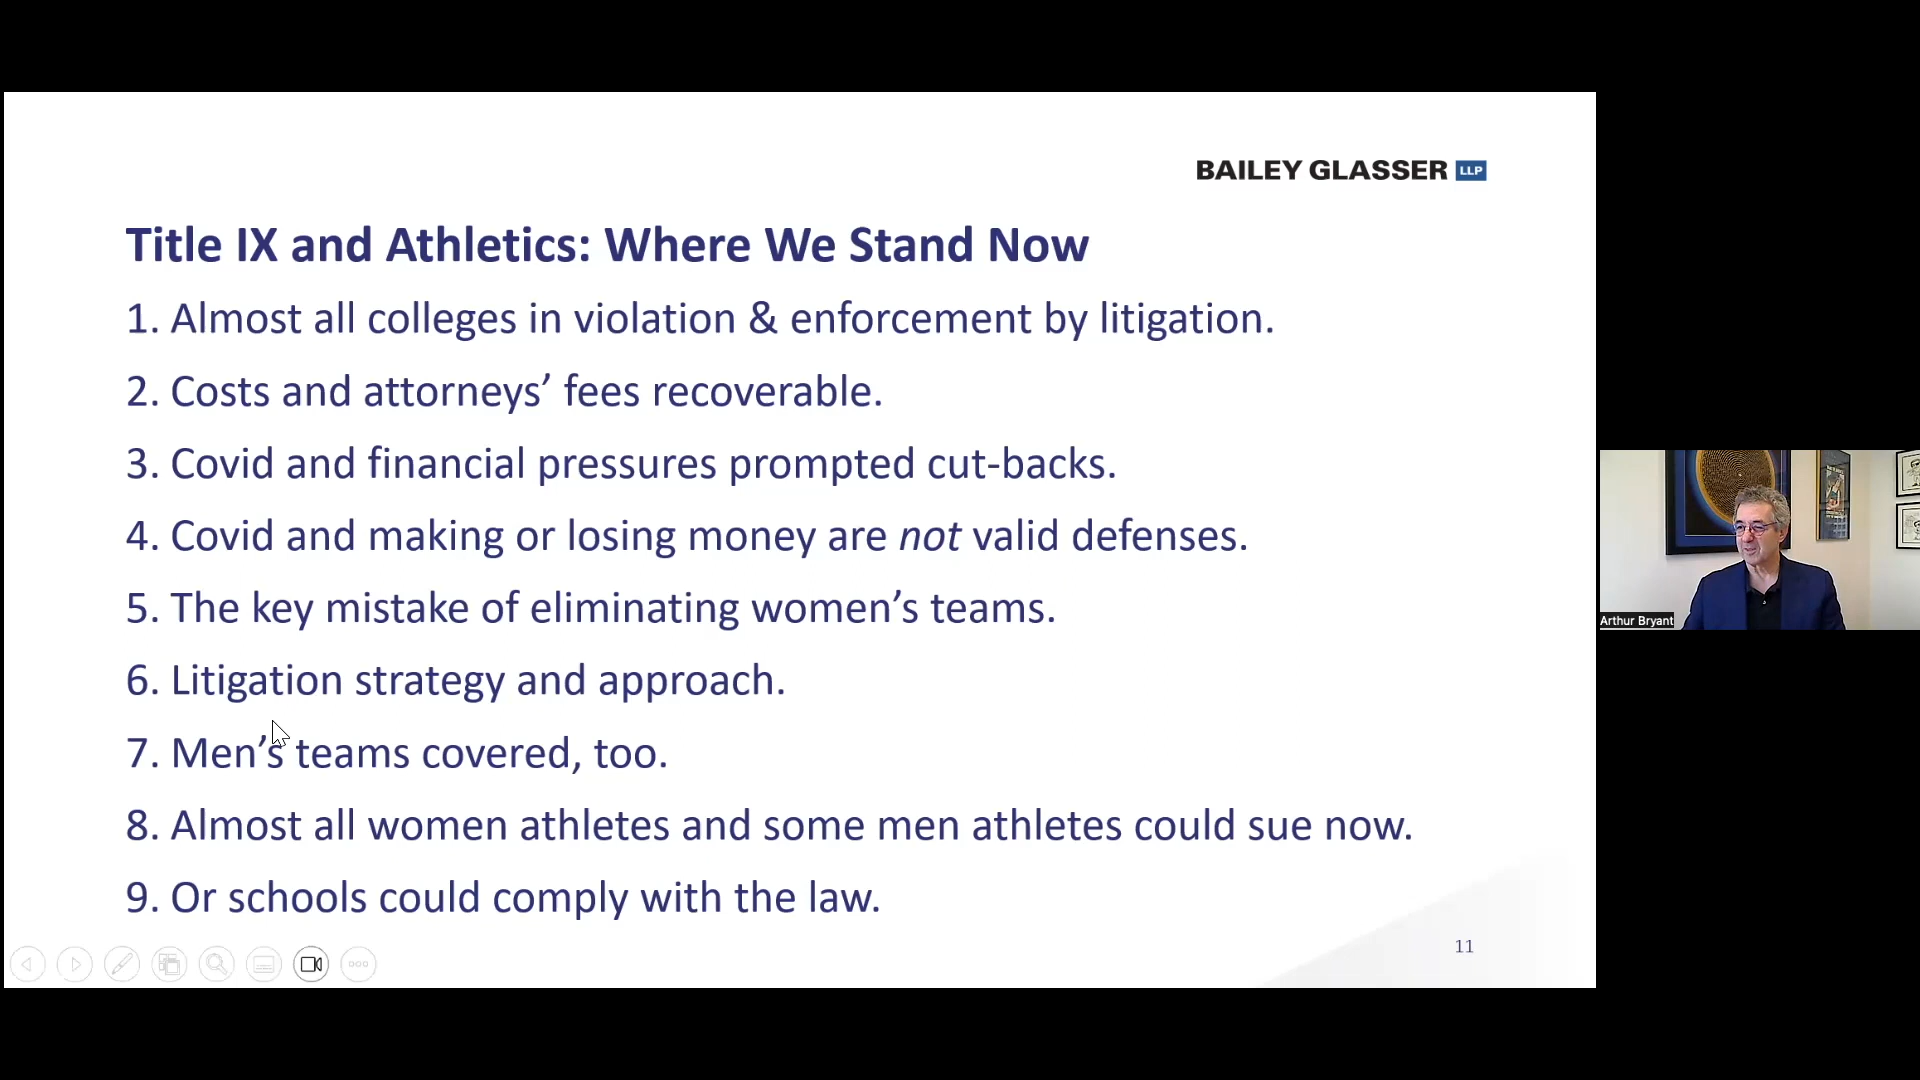 BAILEY GLASSER LLP
Title IX and Athletics: Where We Stand Now
1. Almost all colleges in violation & enforcement by litigation.
2. Costs and attorneys’ fees recoverable.
3. Covid and financial pressures prompted cut-backs.
4. Covid and making or losing money are not valid defenses.
5. The key mistake of eliminating women’s teams.
6. Litigation strategy and approach.
7. Men’s teams covered, too.
8. Almost all women athletes and some men athletes could sue now.
9. Or schools could comply with the law.
11
Arthur Bryant